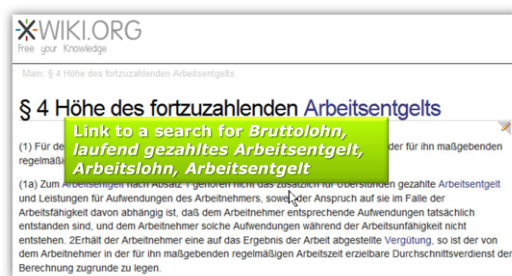 XWIKI.ORG
Free your Knowledge
Main: § 4 Höhe des fortzuzahlenden Arbeitsentgelts
§ 4 Höhe des fortzuzahlenden Arbeitsentgelts
Link to a search for Bruttolohn,
laufend gezahltes Arbeitsentgelt,
Arbeitslohn, Arbeitsentgelt
(1) Für de der für ihn maßgebenden
regelmäßi
(1a) Zum Arbeitsentgelt nach Absatz 1 gehören nicht das zusätzlich für Überstunden gezahlte Arbeitsentgelt
und Leistungen für Aufwendungen des Arbeitnehmers, soweit der Anspruch auf sie im Falle der
Arbeitsfähigkeit davon abhängig ist, daß dem Arbeitnehmer entsprechende Aufwendungen tatsächlich
entstanden sind, und dem Arbeitnehmer solche Aufwendungen während der Arbeitsunfähigkeit nicht
entstehen. 2Erhält der Arbeitnehmer eine auf das Ergebnis der Arbeit abgestellte Vergütung, so ist der von
dem Arbeitnehmer in der für ihn maßgebenden regelmäßigen Arbeitszeit erzielbare Durchschnittsverdienst der
Berechnung zugrunde zu legen.